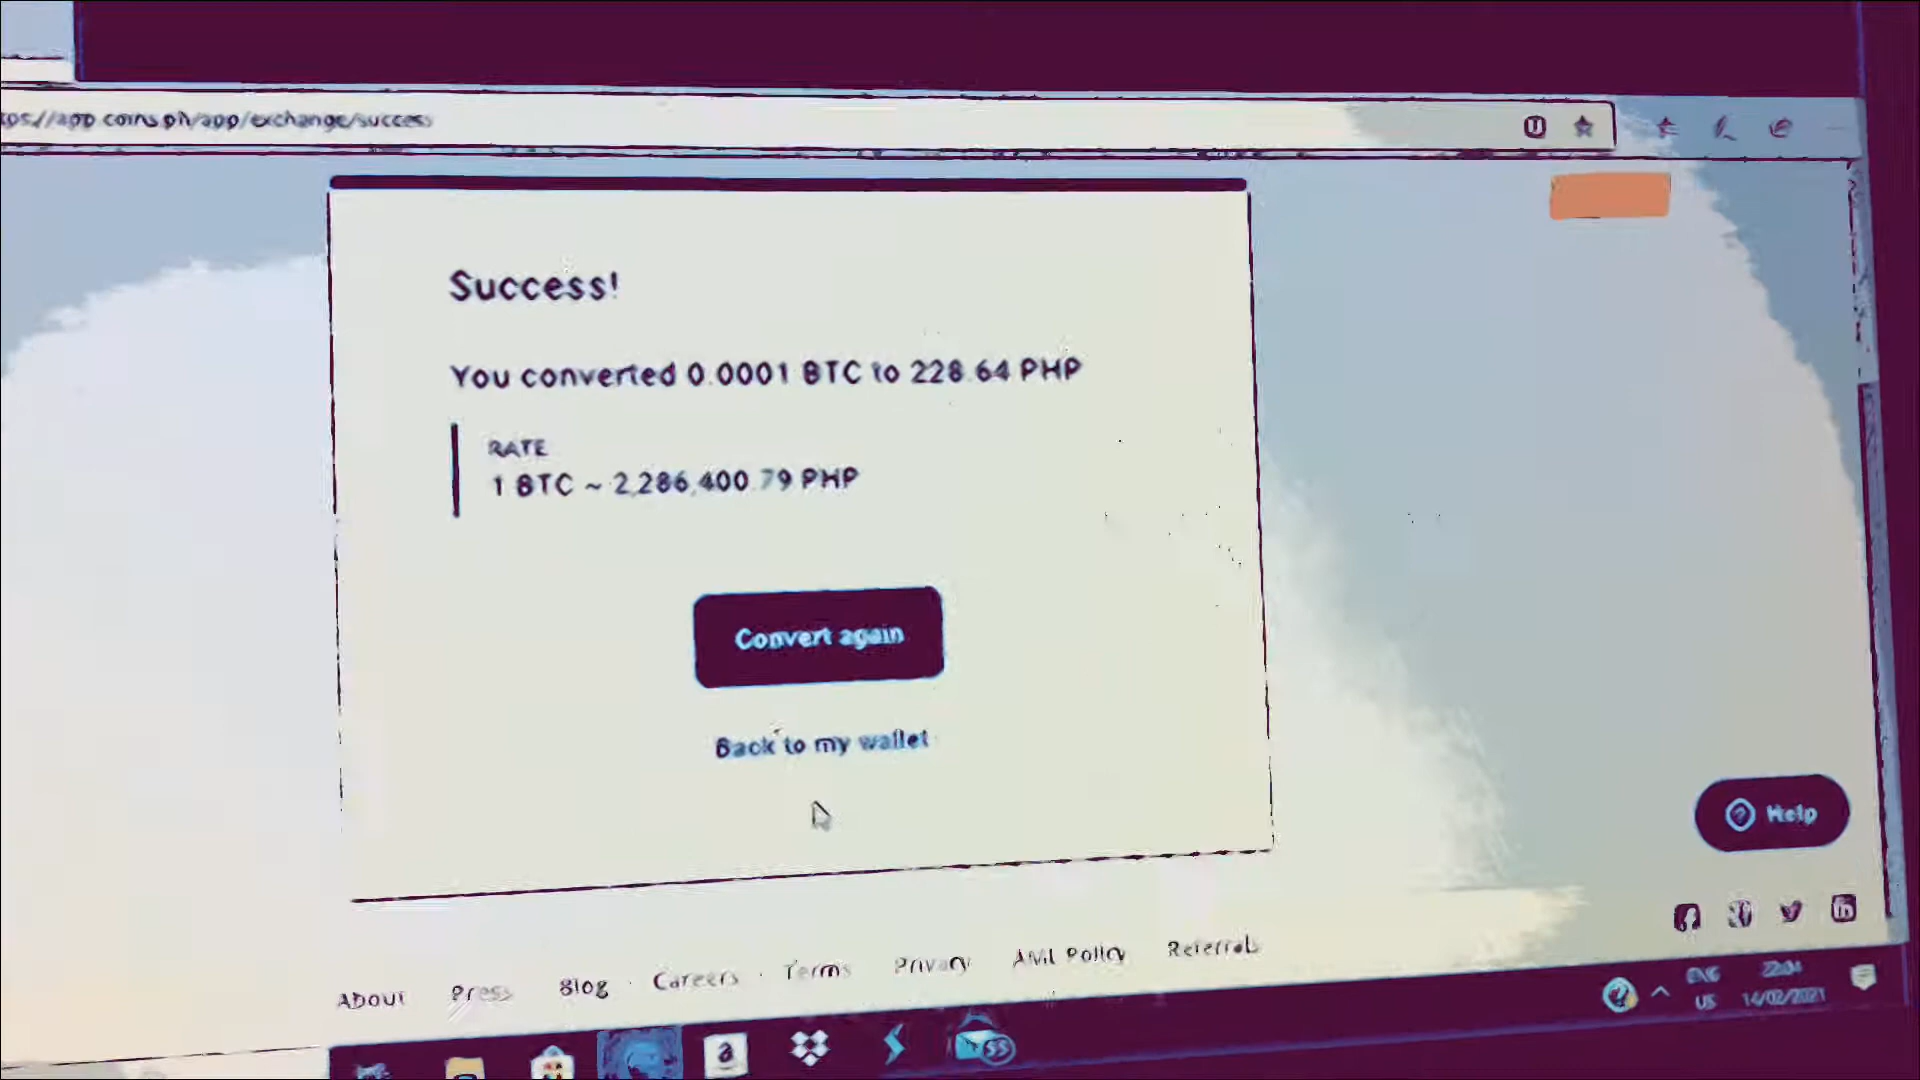 ps://app.coins.ph/app/exchange/success
Success!
You converted 0.0001 BTC to 228.64 PHP
RATE
1 BTC ~ 2,286,400.79 PHP
Convert again
Back to my wallet
Help
About Press Blog · Careers · Terms Privacy AML Policy Referrals
ENG 22:04
US 14/02/2021
a
55